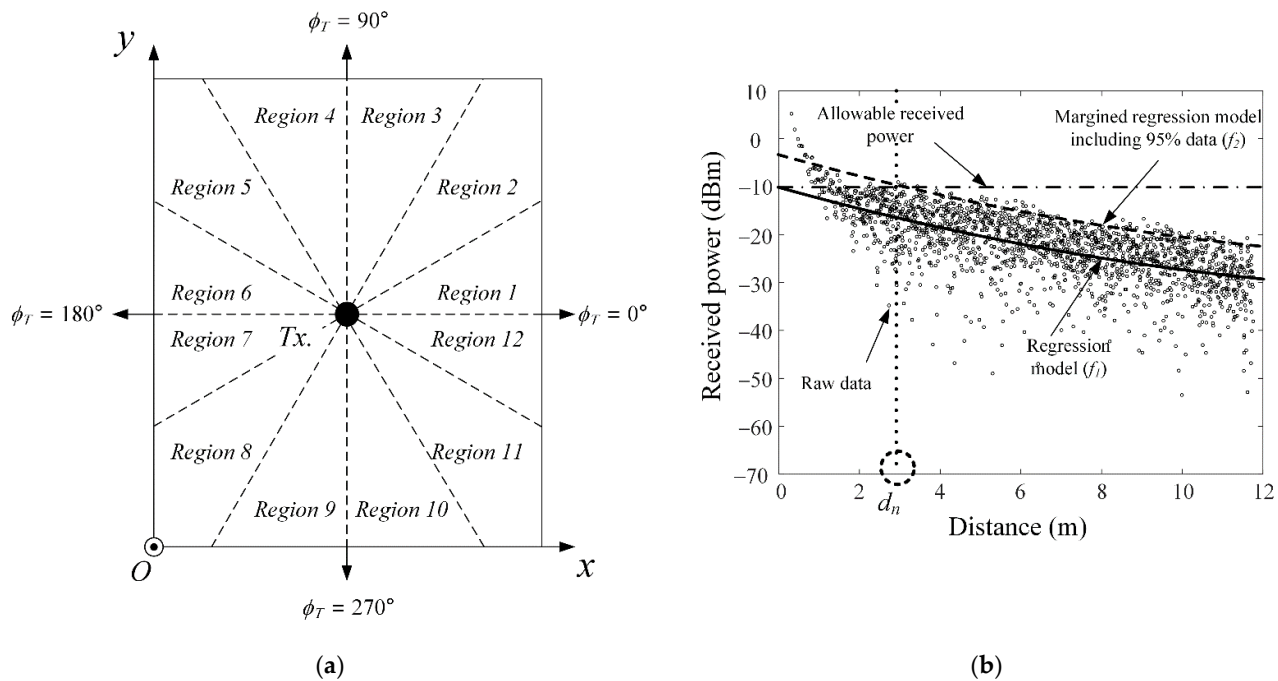 ϕT = 90°
y
Region 4
Region 3
Region 5
Region 2
Region 6
Region 1
ϕT = 180°
ϕT = 0°
Region 7
Tx.
Region 12
Region 8
Region 11
Region 9
Region 10
O
x
ϕT = 270°
(a)
10
0
−10
−20
−30
−40
−50
−60
−70
Received power (dBm)
Allowable received
power
Margined regression model
including 95% data (f2)
Raw data
Regression
model (f1)
0
2
4
6
8
10
12
dn
Distance (m)
(b)